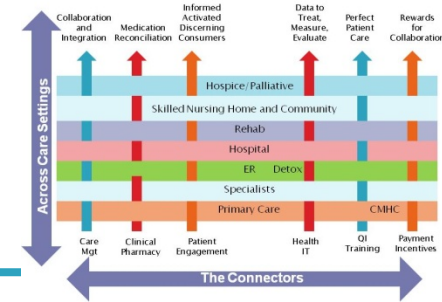 Collaboration
and
Integration
Medication
Reconciliation
Informed
Activated
Discerning
Consumers
Data to
Treat,
Measure,
Evaluate
Perfect
Patient
Care
Rewards
for
Collaboration
Across Care Settings
Hospice/Palliative
Skilled Nursing Home and Community
Rehab
Hospital
ER Detox
Specialists
Primary Care CMHC
Care
Mgt
Clinical
Pharmacy
Patient
Engagement
Health
IT
QI
Training
Payment
Incentives
The Connectors